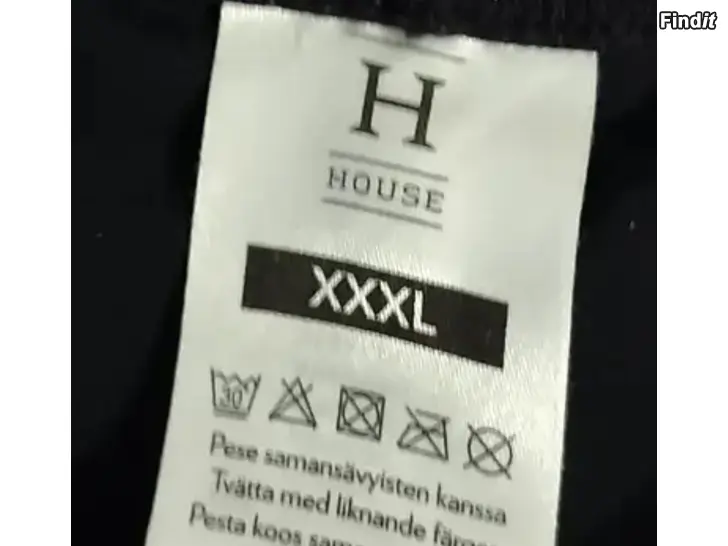 Findit
H
HOUSE
XXXL
30
Pese samansävyisten kanssa
Tvätta med liknande
Pesta koos